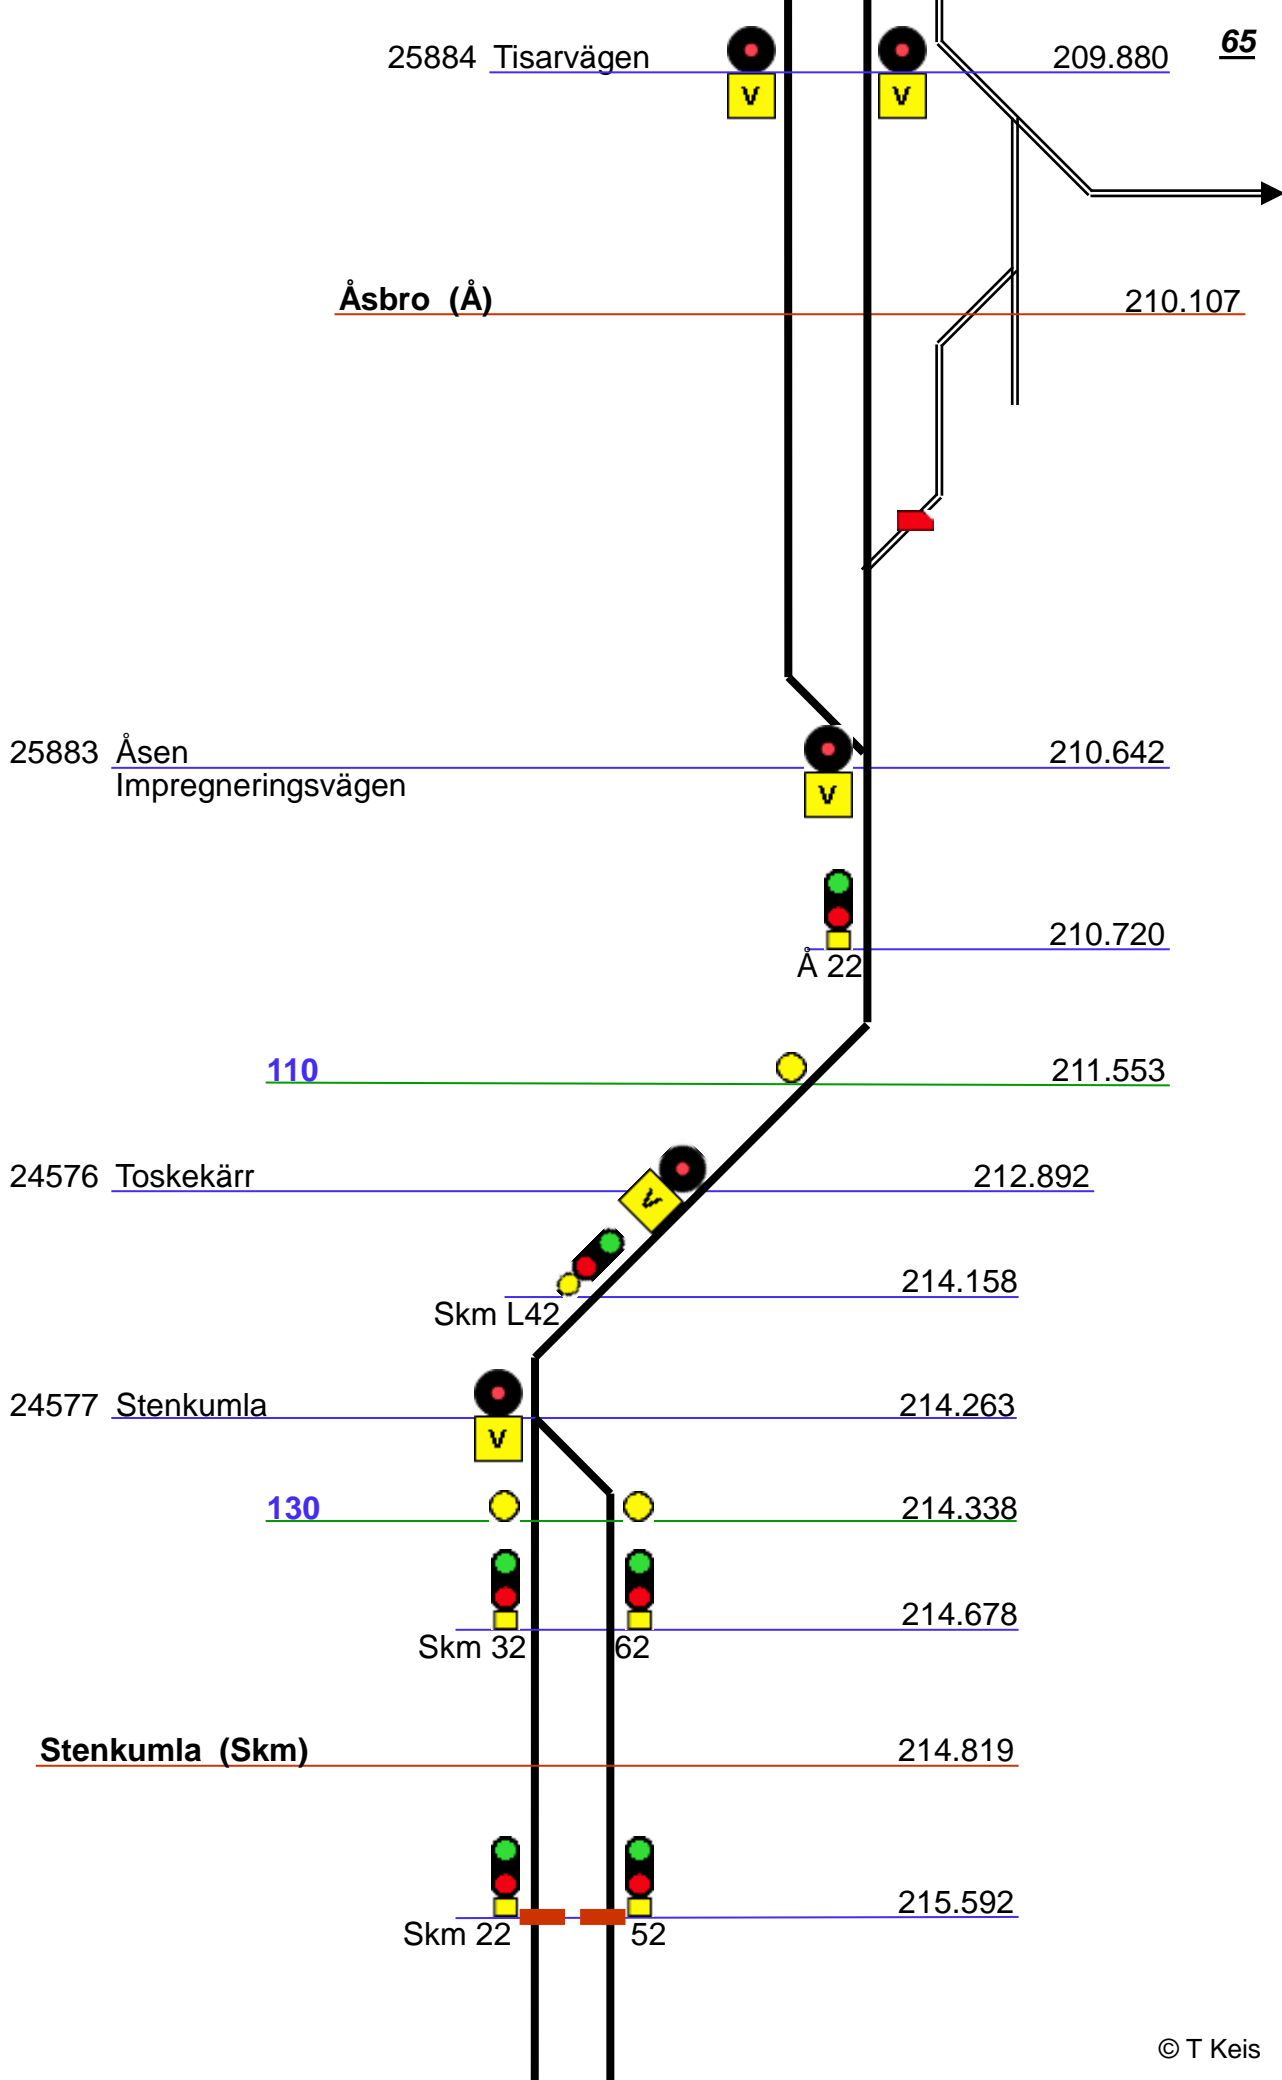 65
25884 Tisarvägen 209.880
V V
Åsbro (Å) 210.107
25883 Åsen 210.642
Impregneringsvägen
V
210.720
Å 22
110 211.553
24576 Toskekärr 212.892
V
214.158
Skm L42
24577 Stenkumla 214.263
V
130 214.338
214.678
Skm 32 62
Stenkumla (Skm) 214.819
215.592
Skm 22 52
© T Keis